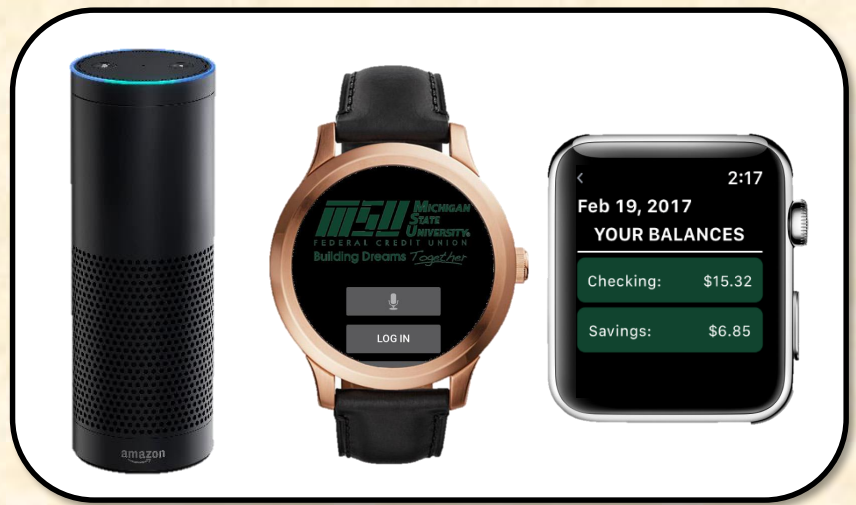 amazon
MSU MICHIGAN
STATE
UNIVERSITY®
FEDERAL CREDIT UNION
Building Dreams Together
LOG IN
< 2:17
Feb 19, 2017
YOUR BALANCES
Checking: $15.32
Savings: $6.85